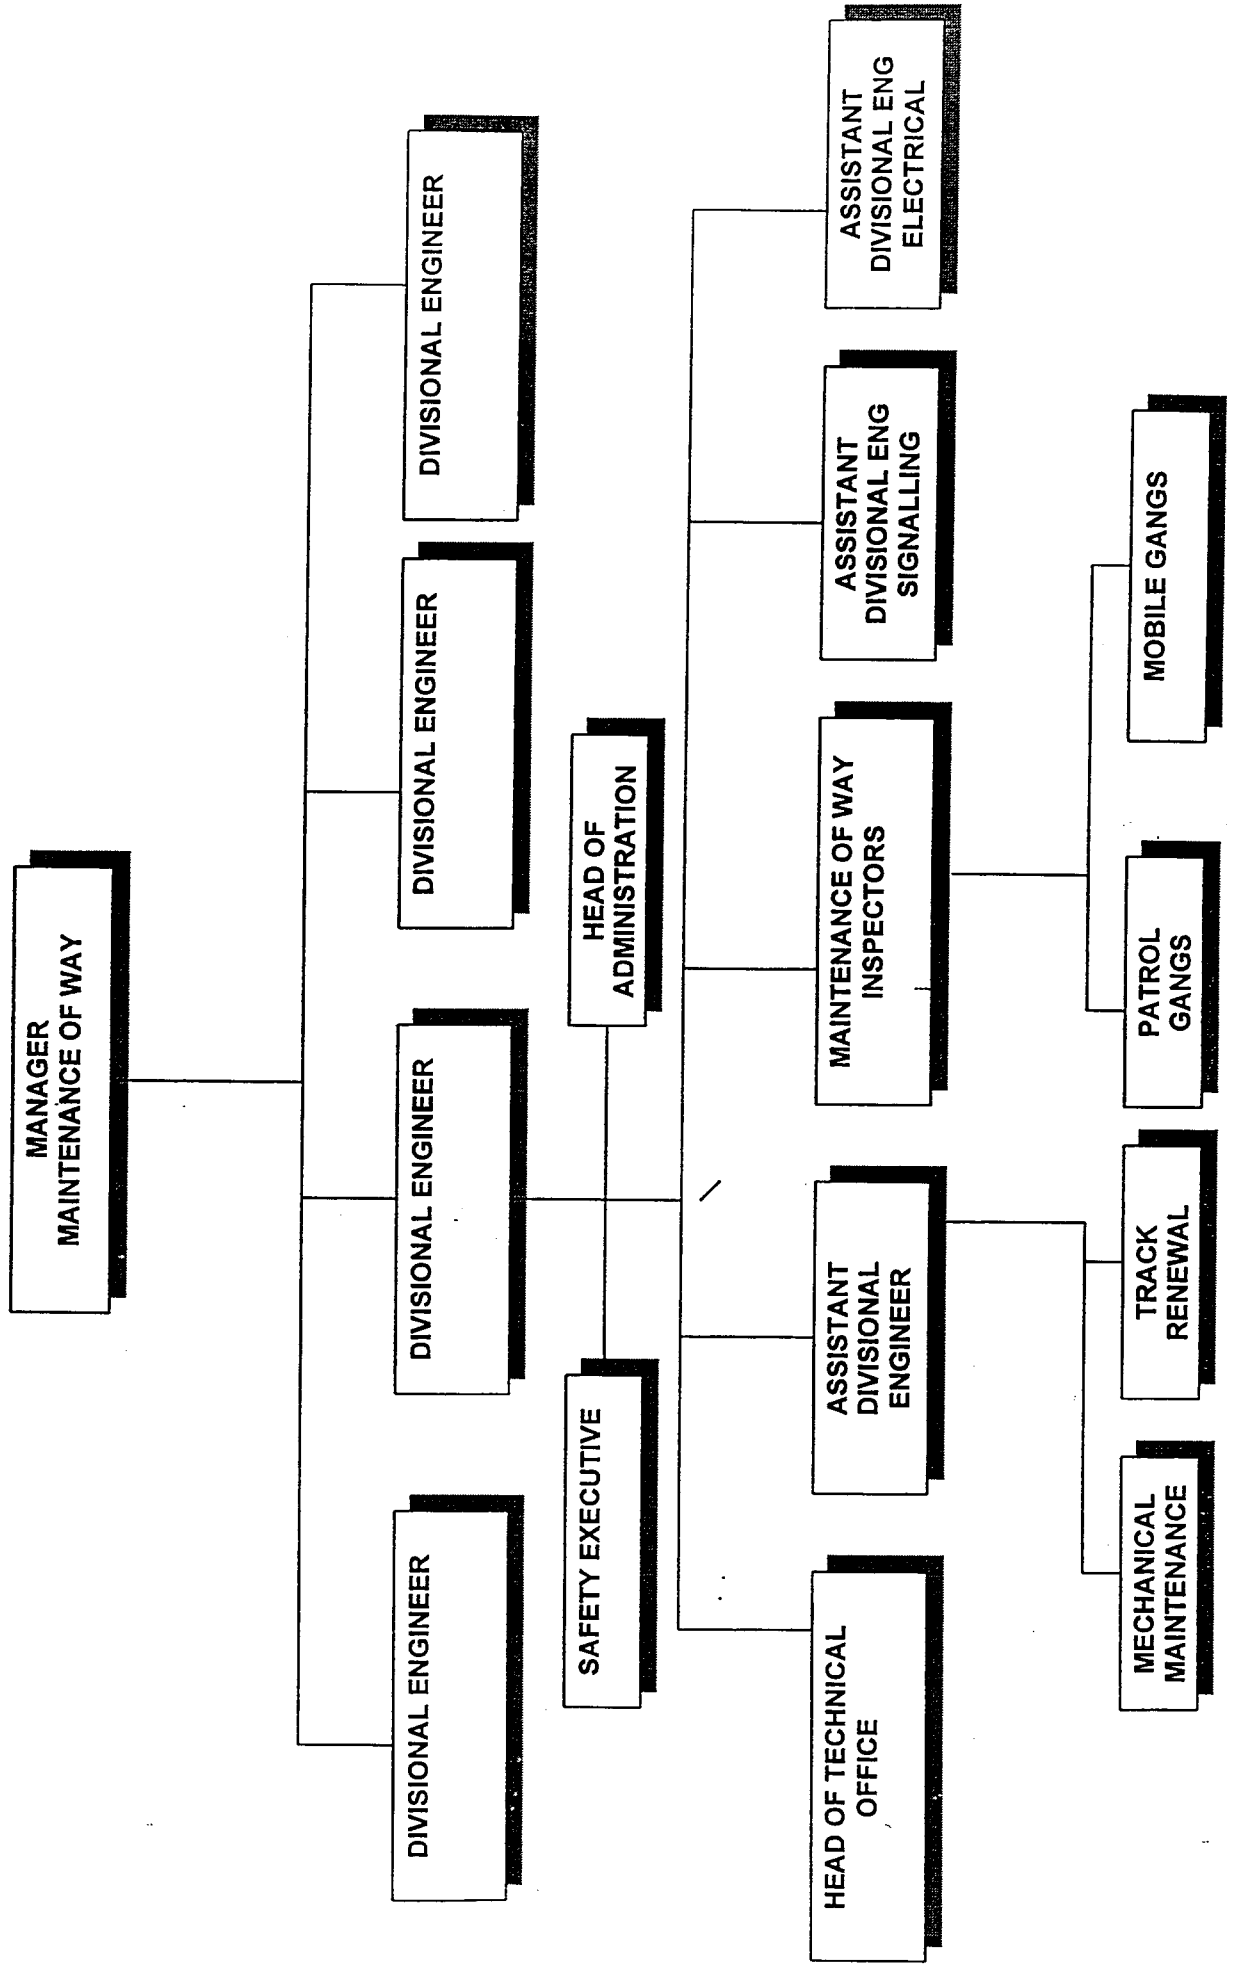 MANAGER
MAINTENANCE OF WAY
DIVISIONAL ENGINEER
DIVISIONAL ENGINEER
DIVISIONAL ENGINEER
DIVISIONAL ENGINEER
SAFETY EXECUTIVE
HEAD OF
ADMINISTRATION
HEAD OF TECHNICAL
OFFICE
ASSISTANT
DIVISIONAL
ENGINEER
MAINTENANCE OF WAY
INSPECTORS
ASSISTANT
DIVISIONAL ENG
SIGNALLING
ASSISTANT
DIVISIONAL ENG
ELECTRICAL
MECHANICAL
MAINTENANCE
TRACK
RENEWAL
PATROL
GANGS
MOBILE GANGS